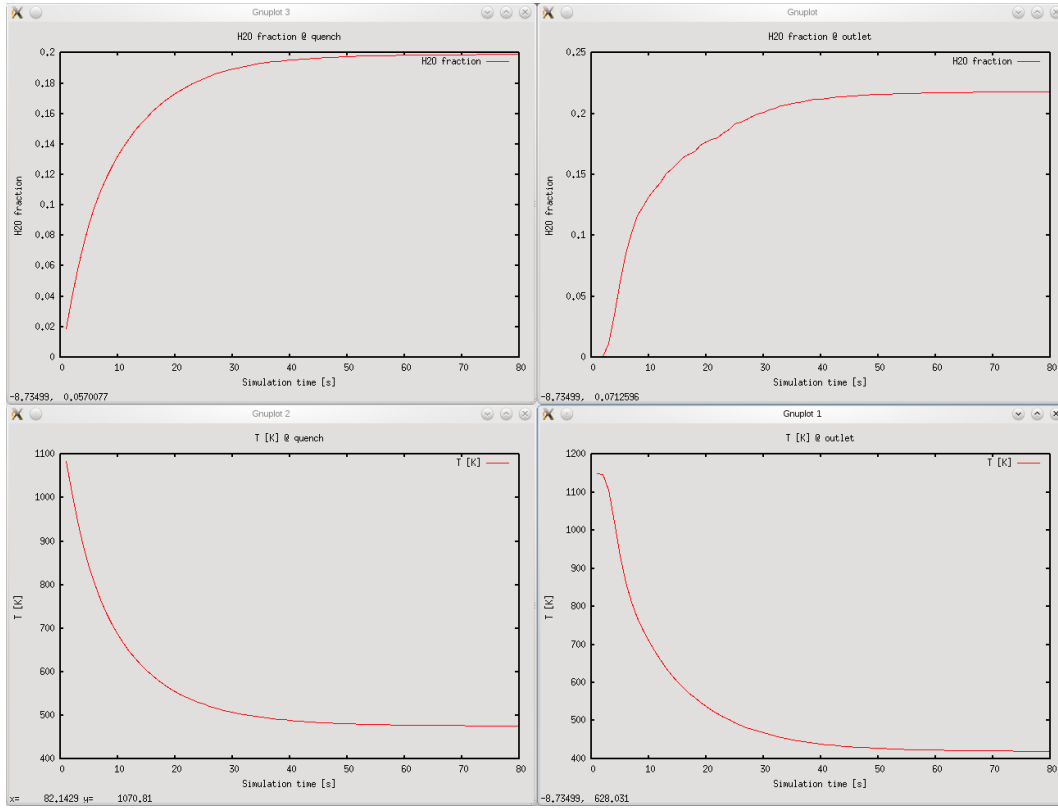 Gnuplot 3
H2O fraction @ quench
H2O fraction
0.2
0.18
0.16
0.14
0.12
0.1
0.08
0.06
0.04
0.02
0
H2O fraction
0 10 20 30 40 50 60 70 80
Simulation time [s]
-8.73499, 0.0570077
Gnuplot
H2O fraction @ outlet
H2O fraction
0.25
0.2
0.15
0.1
0.05
0
H2O fraction
0 10 20 30 40 50 60 70 80
Simulation time [s]
-8.73499, 0.0712596
Gnuplot 2
T [K] @ quench
T [K]
1100
1000
900
800
700
600
500
400
T [K]
0 10 20 30 40 50 60 70 80
Simulation time [s]
x= 82.1429 y= 1070.81
Gnuplot 1
T [K] @ outlet
T [K]
1200
1100
1000
900
800
700
600
500
400
T [K]
0 10 20 30 40 50 60 70 80
Simulation time [s]
-8.73499, 628.031